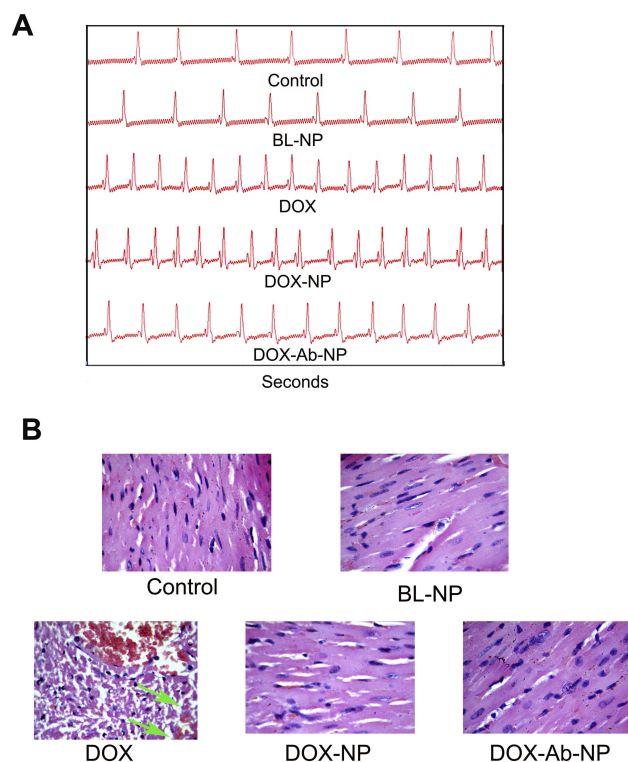 A
Control
BL-NP
DOX
DOX-NP
DOX-Ab-NP
Seconds
B
Control
BL-NP
DOX
DOX-NP
DOX-Ab-NP